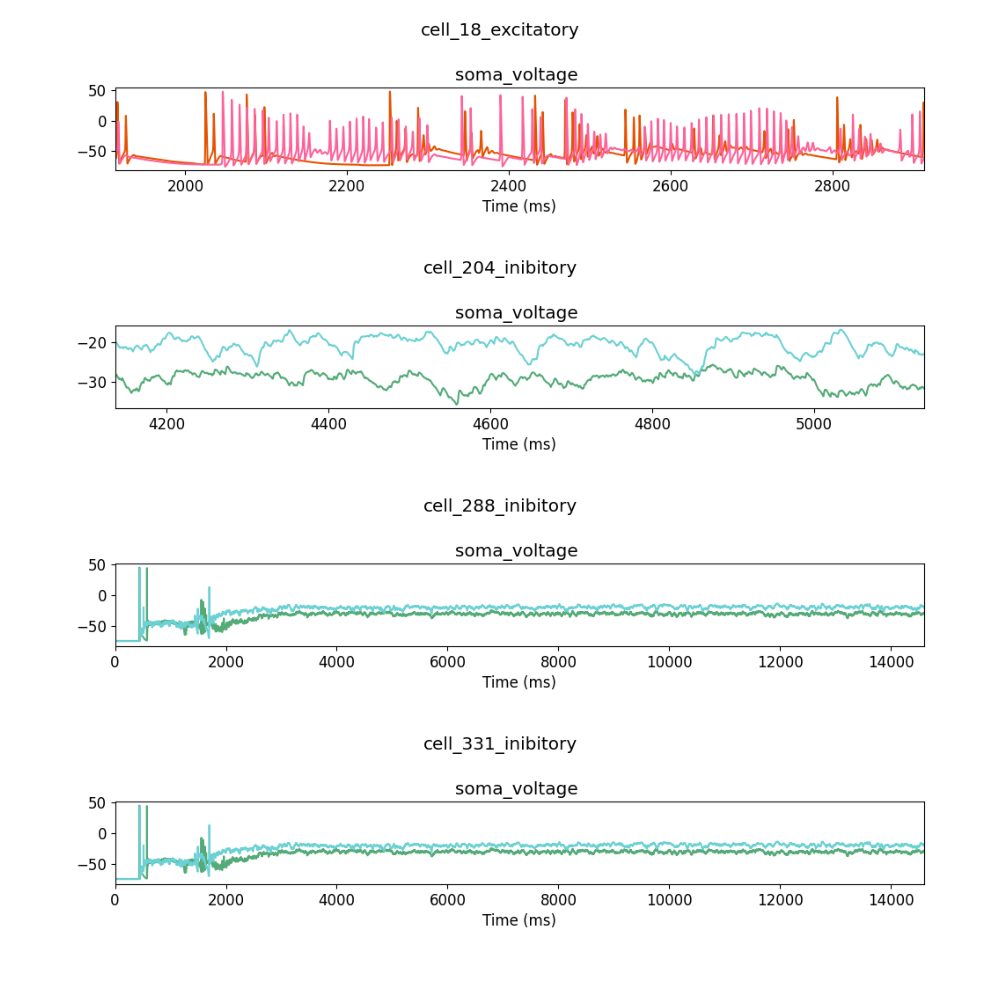 cell_18_excitatory
soma_voltage
50
0
−50
2000 2200 2400 2600 2800
Time (ms)
cell_204_inibitory
soma_voltage
−20
−30
4200 4400 4600 4800 5000
Time (ms)
cell_288_inibitory
soma_voltage
50
0
−50
0 2000 4000 6000 8000 10000 12000 14000
Time (ms)
cell_331_inibitory
soma_voltage
50
0
−50
0 2000 4000 6000 8000 10000 12000 14000
Time (ms)